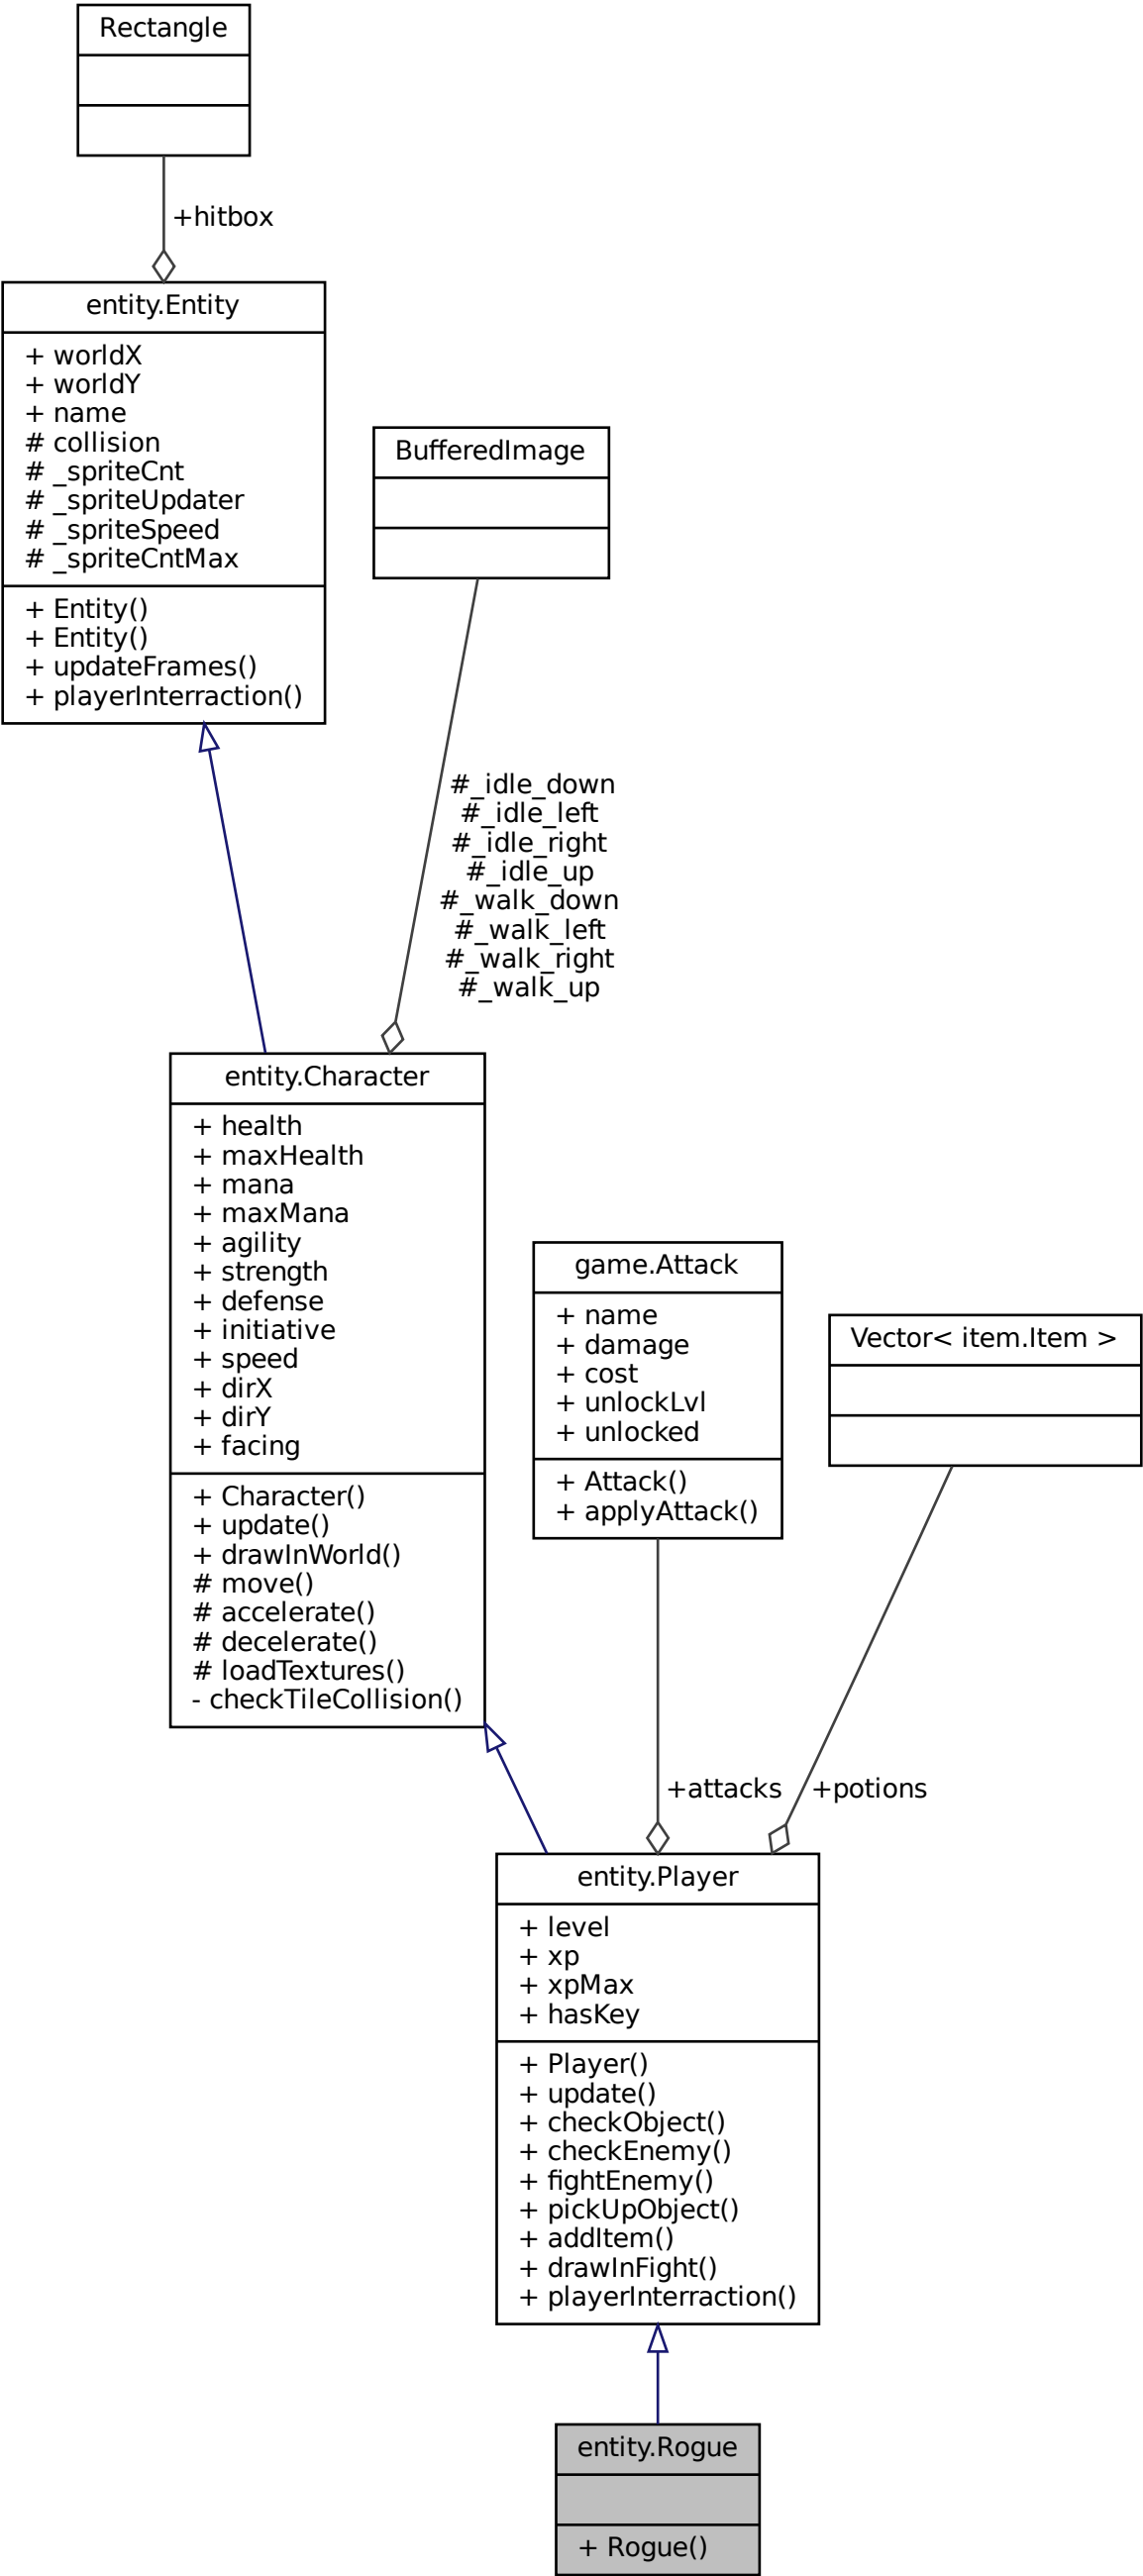 Rectangle
+hitbox
entity.Entity
+ worldX
+ worldY
+ name
# collision
# _spriteCnt
# _spriteUpdater
# _spriteSpeed
# _spriteCntMax
+ Entity()
+ Entity()
+ updateFrames()
+ playerInterraction()
BufferedImage
#_idle_down
#_idle_left
#_idle_right
#_idle_up
#_walk_down
#_walk_left
#_walk_right
#_walk_up
entity.Character
+ health
+ maxHealth
+ mana
+ maxMana
+ agility
+ strength
+ defense
+ initiative
+ speed
+ dirX
+ dirY
+ facing
+ Character()
+ update()
+ drawInWorld()
# move()
# accelerate()
# decelerate()
# loadTextures()
- checkTileCollision()
game.Attack
+ name
+ damage
+ cost
+ unlockLvl
+ unlocked
+ Attack()
+ applyAttack()
Vector< item.Item >
+attacks
+potions
entity.Player
+ level
+ xp
+ xpMax
+ hasKey
+ Player()
+ update()
+ checkObject()
+ checkEnemy()
+ fightEnemy()
+ pickUpObject()
+ addItem()
+ drawInFight()
+ playerInterraction()
entity.Rogue
+ Rogue()